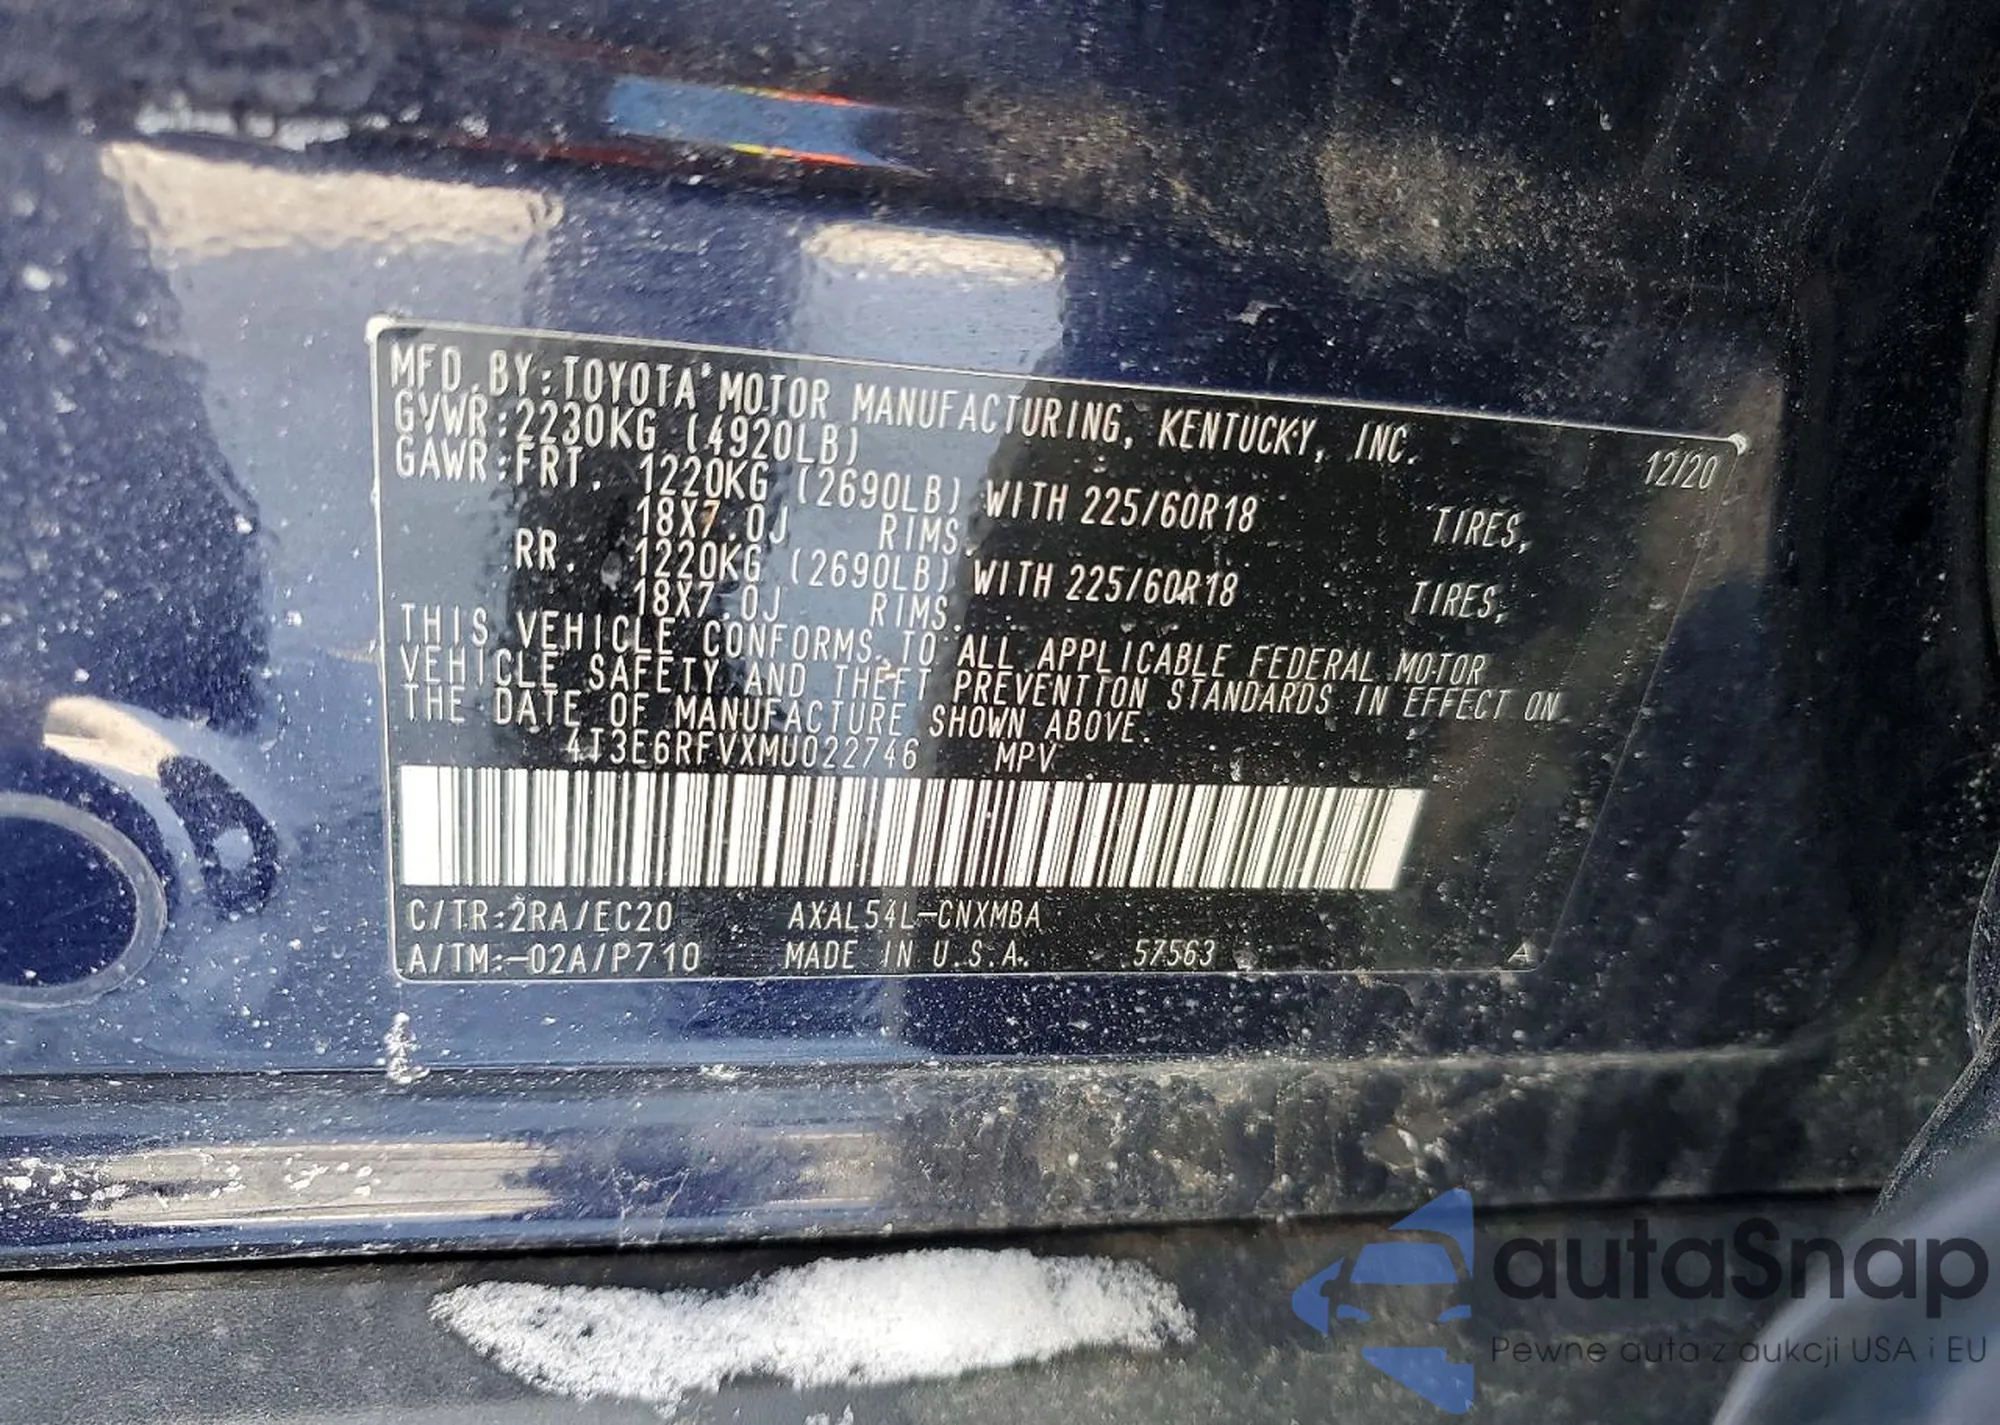 MFD.BY:TOYOTA MOTOR MANUFACTURING, KENTUCKY, INC. 12/20
GVWR:2230KG (4920LB)
GAWR:FRT. 1220KG (2690LB) WITH 225/60R18 TIRES,
18X7.0J RIMS.
RR. 1220KG (2690LB) WITH 225/60R18 TIRES,
18X7.0J RIMS.
THIS VEHICLE CONFORMS TO ALL APPLICABLE FEDERAL MOTOR
VEHICLE SAFETY AND THEFT PREVENTION STANDARDS IN EFFECT ON
THE DATE OF MANUFACTURE SHOWN ABOVE.
4T3E6RFVXMU022746 MPV
C/TR:2RA/EC20 AXAL54L-CNXMBA
A/TM:-02A/P710 MADE IN U.S.A. 57563 A
autaSnap
Pewne auta z aukcji USA i EU